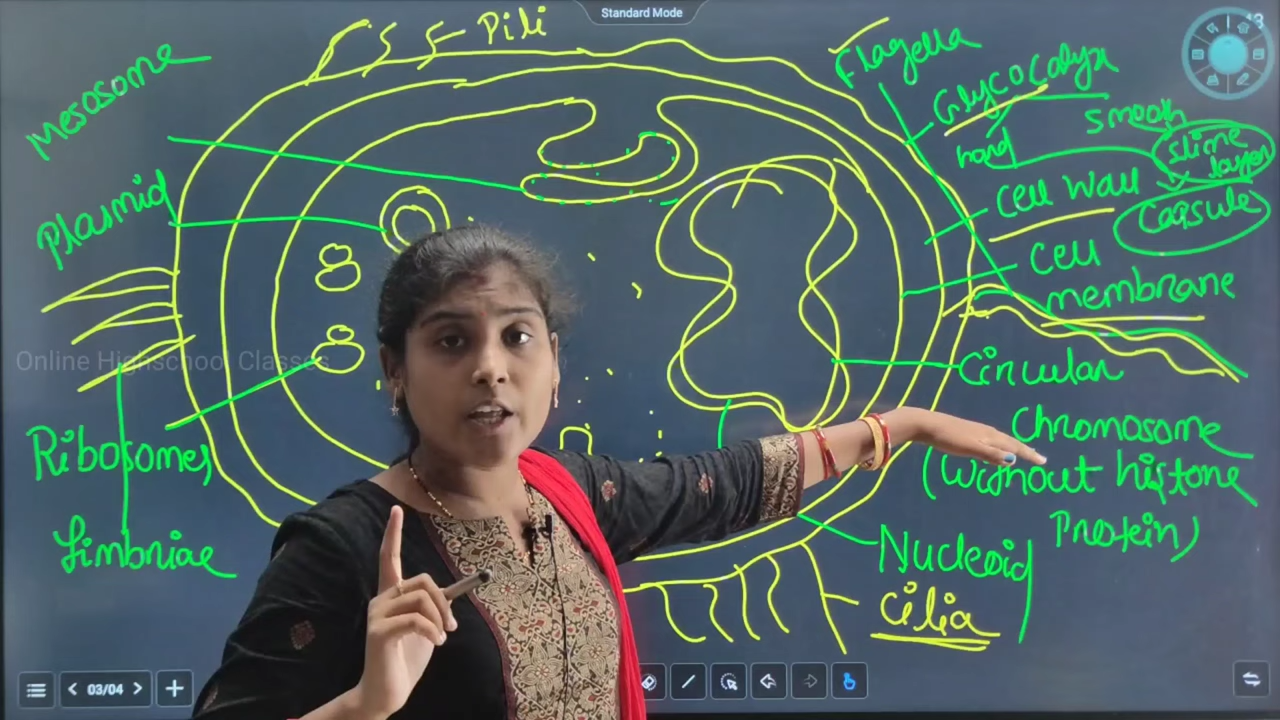 Standard Mode
Pili
Mesosome
Flagella
Glycocalyx
Smooth
hard
Slime layer
Plasmid
Cell Wall
Capsule
Cell membrane
Online Highschool Classes
Circular
Chromosome
(Without histone
Protein)
Ribosomes
Fimbriae
Nucleoid
Cilia
03/04